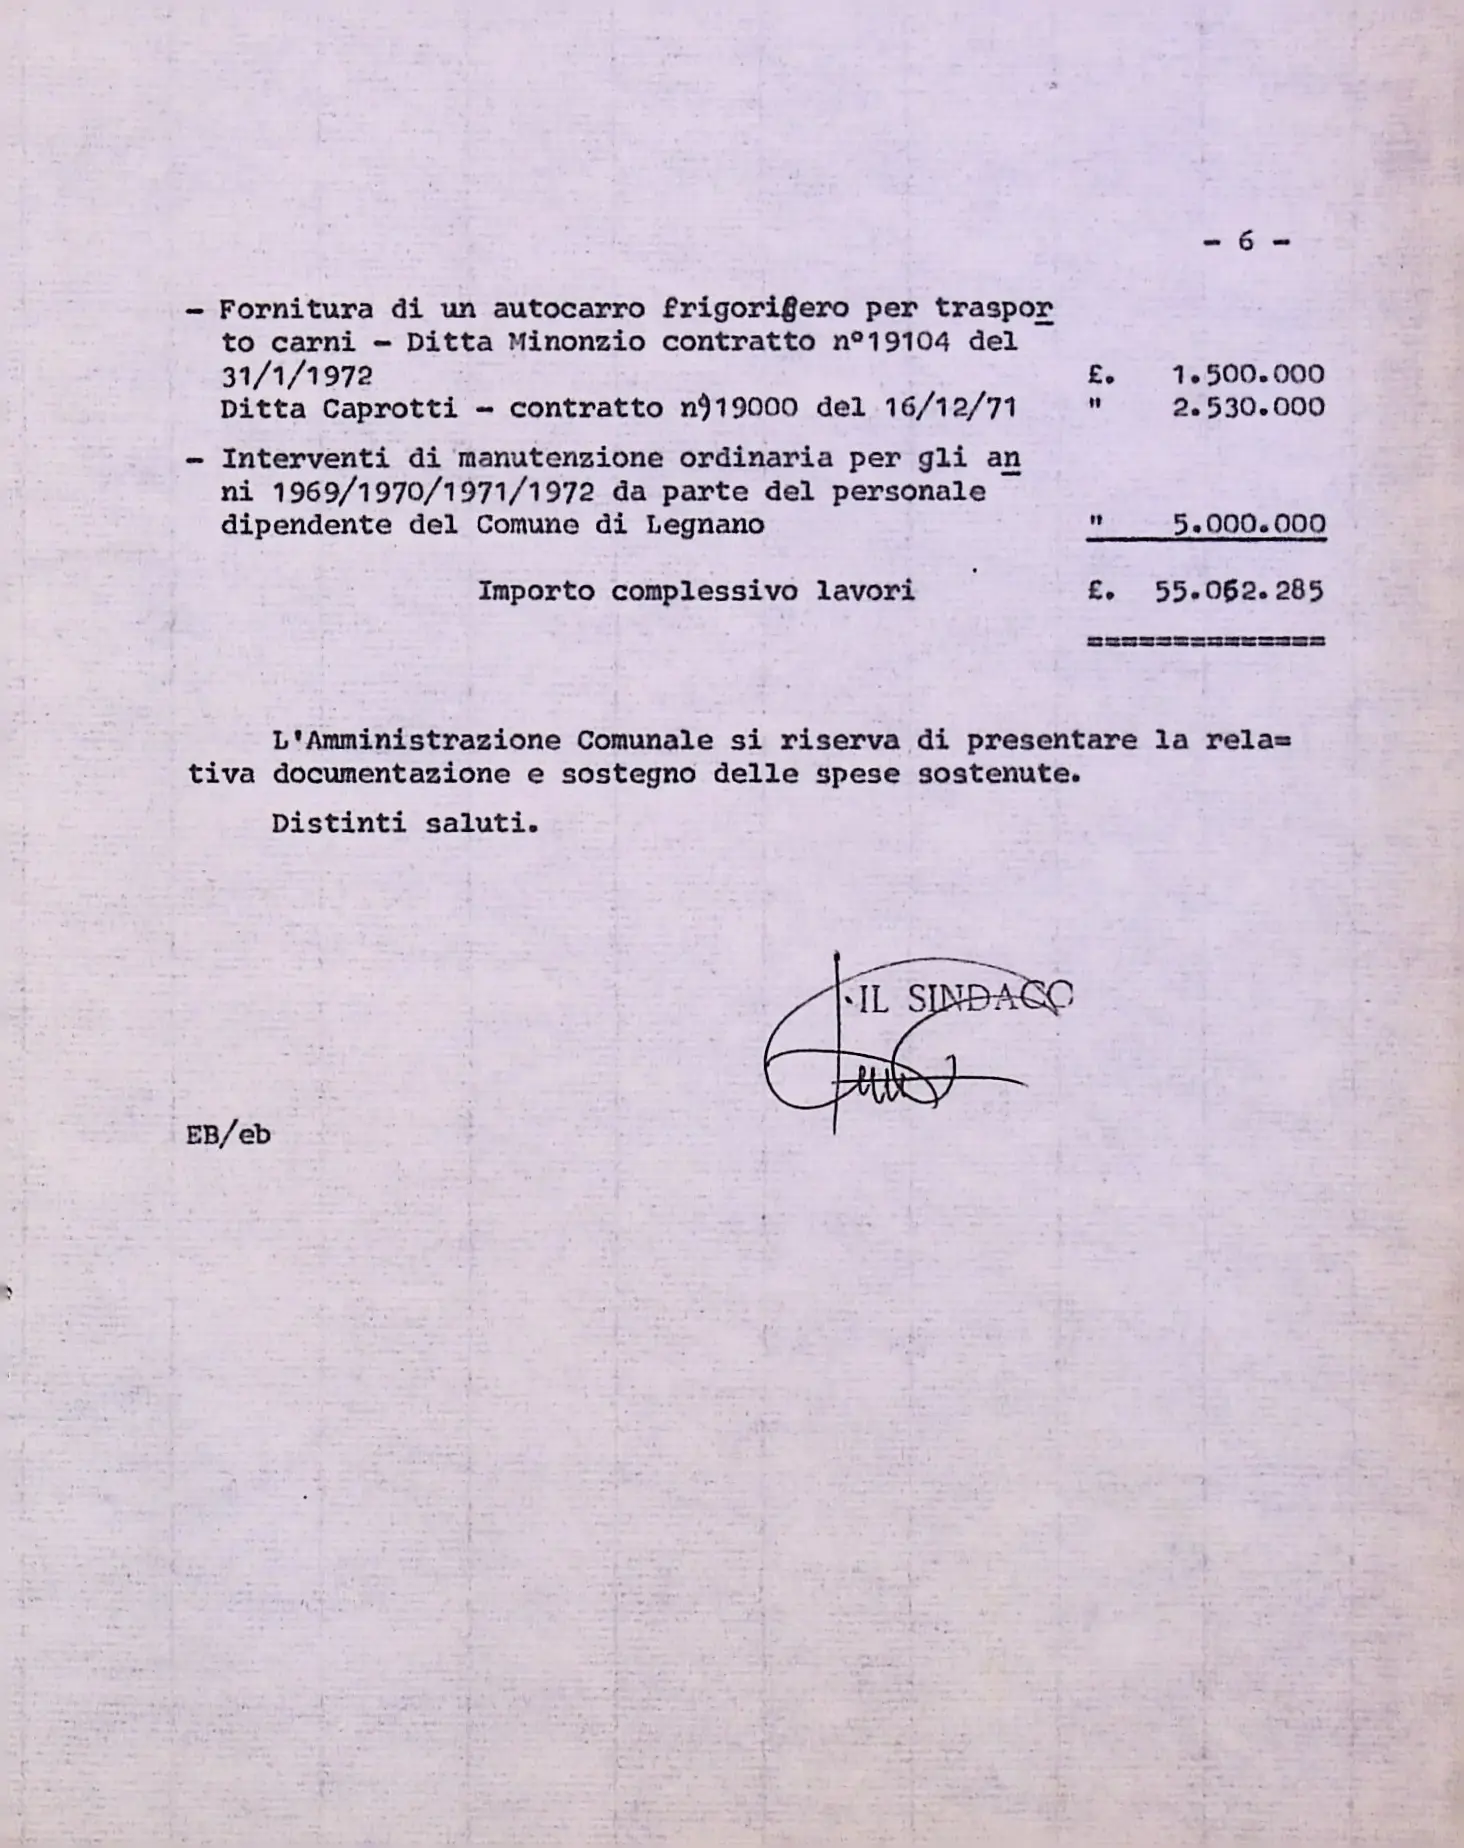 - 6 -
- Fornitura di un autocarro frigorifero per traspor
to carni - Ditta Minonzio contratto n°19104 del
31/1/1972 £. 1.500.000
Ditta Caprotti - contratto n°19000 del 16/12/71 " 2.530.000
- Interventi di manutenzione ordinaria per gli an
ni 1969/1970/1971/1972 da parte del personale
dipendente del Comune di Legnano " 5.000.000
Importo complessivo lavori £. 55.062.285
==============
L'Amministrazione Comunale si riserva di presentare la rela=
tiva documentazione e sostegno delle spese sostenute.
Distinti saluti.
IL SINDACO
EB/eb